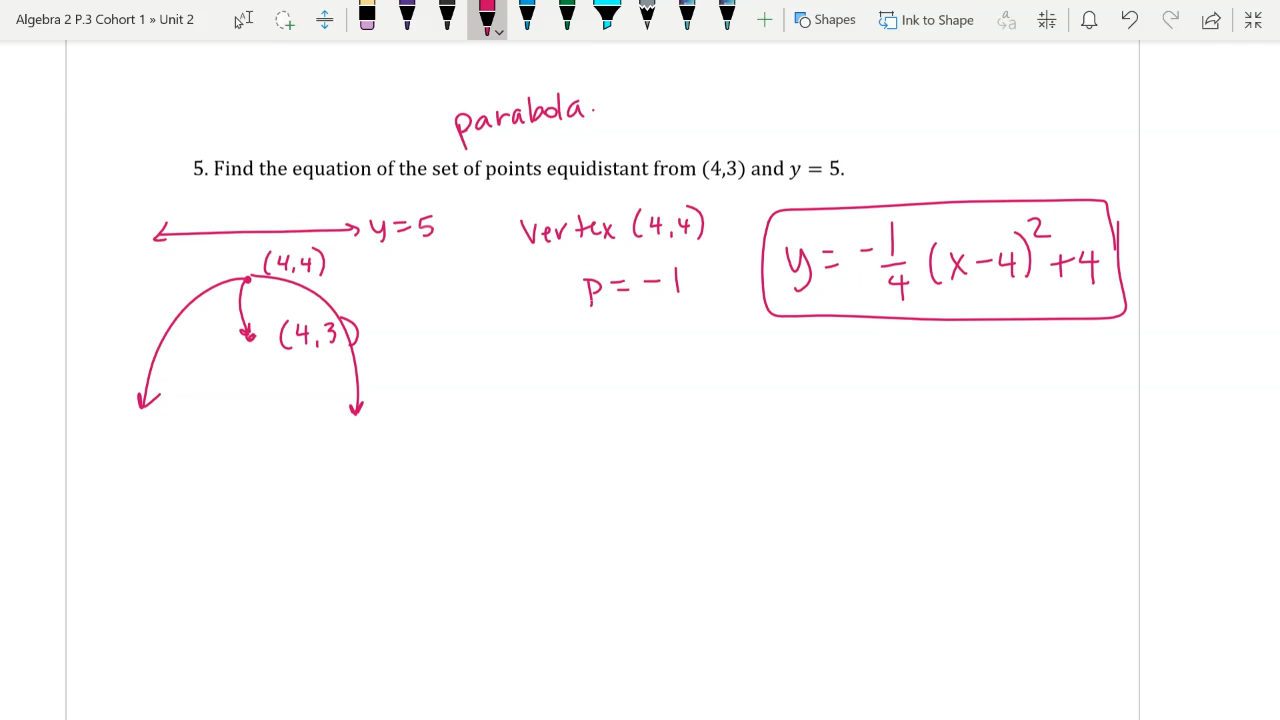 Algebra 2 P.3 Cohort 1 » Unit 2
Shapes
Ink to Shape
parabola.
5. Find the equation of the set of points equidistant from (4,3) and y = 5.
y=5
(4,4)
(4,3)
Vertex (4,4)
p = -1
y = -1/4 (x-4)² +4